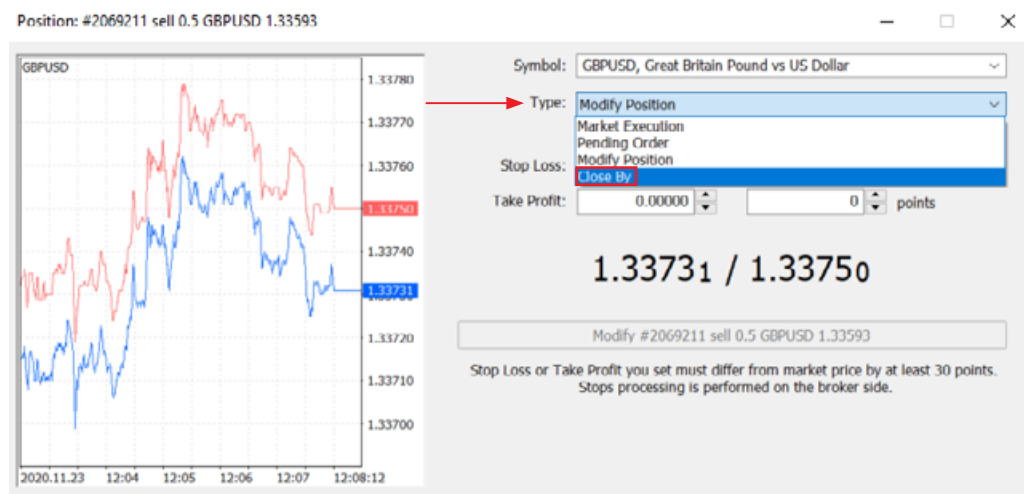 Position: #2069211 sell 0.5 GBPUSD 1.33593
GBPUSD
1.33780
1.33770
1.33760
1.33750
1.33740
1.33731
1.33720
1.33710
1.33700
2020.11.23 12:04 12:05 12:06 12:07 12:08:12
Symbol: GBPUSD, Great Britain Pound vs US Dollar
Type: Modify Position
Market Execution
Pending Order
Modify Position
Stop Loss:
Close By
Take Profit: 0.00000 0 points
1.33731 / 1.33750
Modify #2069211 sell 0.5 GBPUSD 1.33593
Stop Loss or Take Profit you set must differ from market price by at least 30 points.
Stops processing is performed on the broker side.